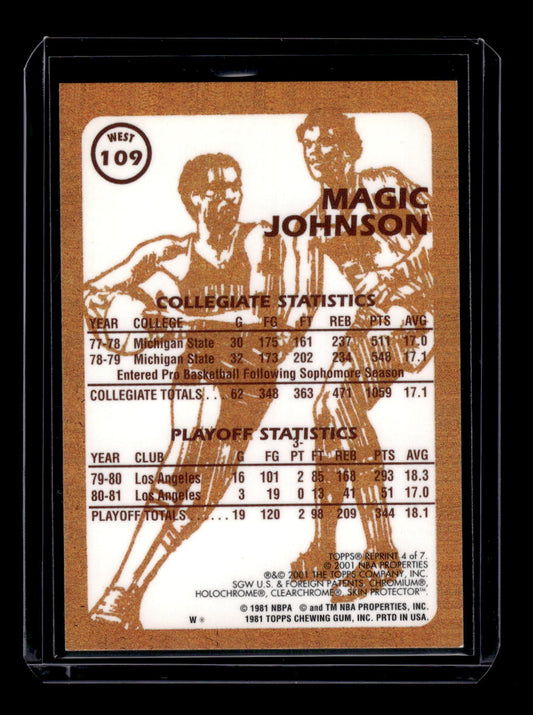 WEST
109
MAGIC
JOHNSON
COLLEGIATE STATISTICS
YEAR COLLEGE G FG FT REB PTS AVG
77-78 Michigan State 30 175 161 237 511 17.0
78-79 Michigan State 32 173 202 234 548 17.1
Entered Pro Basketball Following Sophomore Season
COLLEGIATE TOTALS . . . 62 348 363 471 1059 17.1
PLAYOFF STATISTICS
3-
YEAR CLUB G FG PT FT REB PTS AVG
79-80 Los Angeles 16 101 2 85 168 293 18.3
80-81 Los Angeles 3 19 0 13 41 51 17.0
PLAYOFF TOTALS . . . . . 19 120 2 98 209 344 18.1
TOPPS® REPRINT 4 of 7.
© 2001 NBA PROPERTIES
®&© 2001 THE TOPPS COMPANY, INC.
SGW U.S. & FOREIGN PATENTS. CHROMIUM®,
HOLOCHROME®, CLEARCHROME®, SKIN PROTECTOR™.
© 1981 NBPA © and TM NBA PROPERTIES, INC.
W * 1981 TOPPS CHEWING GUM, INC. PRTD IN USA.